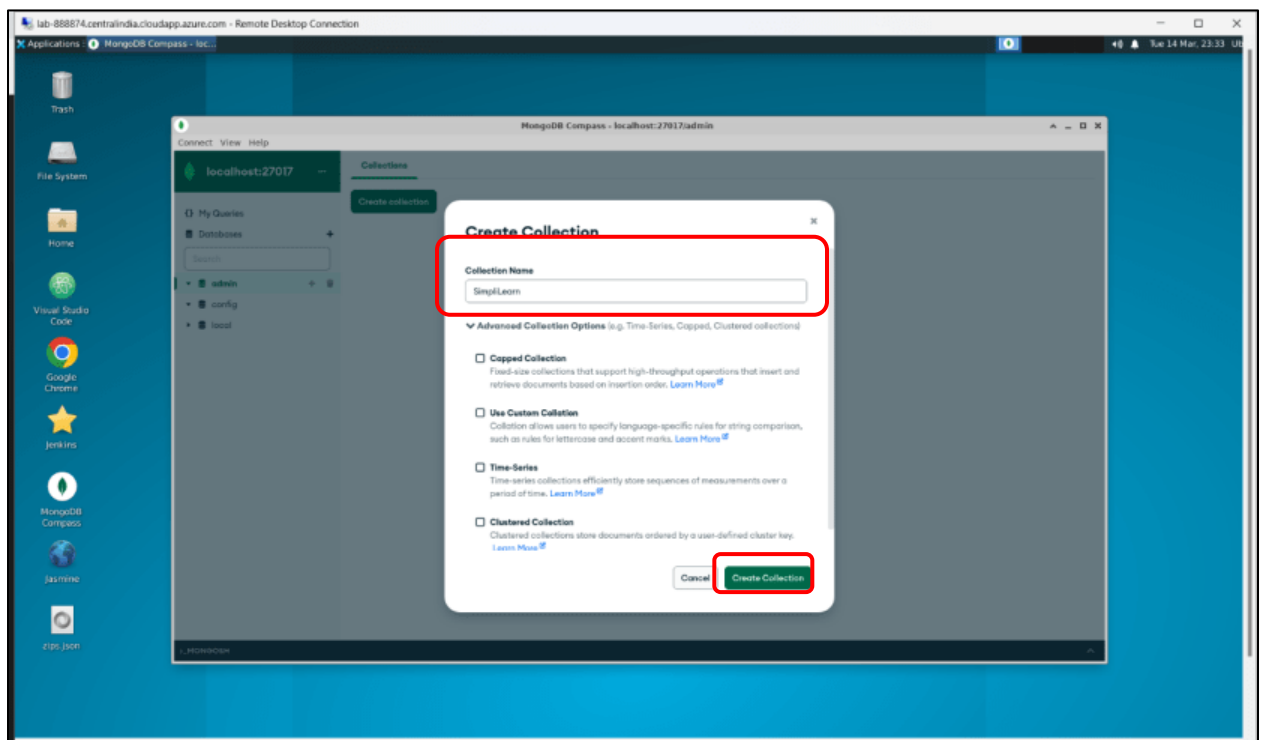 lab-888874.centralindia.cloudapp.azure.com - Remote Desktop Connection
Applications : MongoDB Compass - loc...
Tue 14 Mar, 23:33 Ub
Trash
File System
Home
Visual Studio
Code
Google
Chrome
Jenkins
MongoDB
Compass
Jasmine
zips.json
MongoDB Compass - localhost:27017/admin
Connect View Help
localhost:27017 ...
My Queries
Databases +
Search
admin
config
local
Collections
Create collection
Create Collection
Collection Name
SimpliLearn
Advanced Collection Options (e.g. Time-Series, Capped, Clustered collections)
Capped Collection
Fixed-size collections that support high-throughput operations that insert and
retrieve documents based on insertion order. Learn More
Use Custom Collation
Collation allows users to specify language-specific rules for string comparison,
such as rules for lettercase and accent marks. Learn More
Time-Series
Time-series collections efficiently store sequences of measurements over a
period of time. Learn More
Clustered Collection
Clustered collections store documents ordered by a user-defined cluster key.
Learn More
Cancel Create Collection
>_MONGOSH